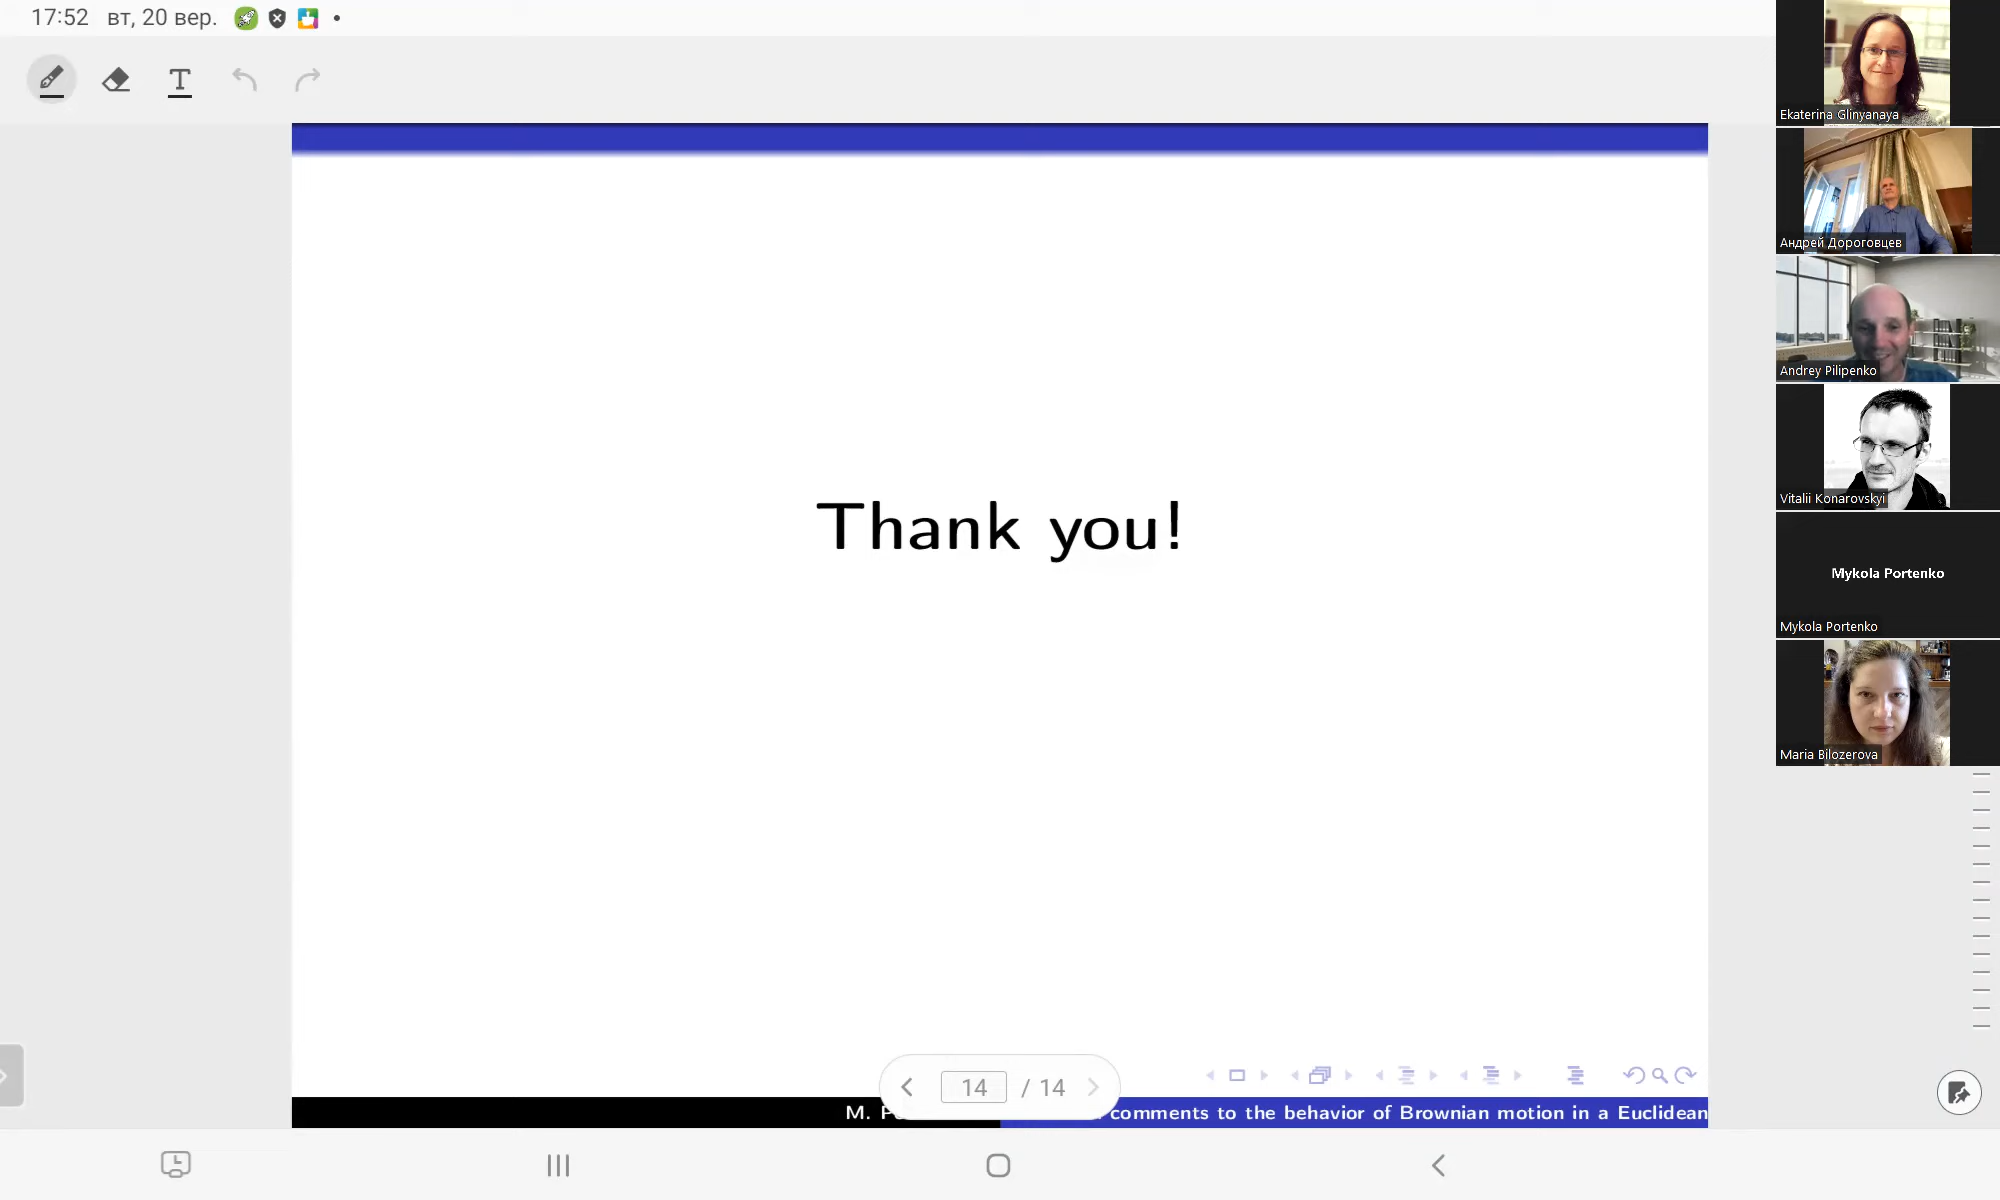 17:52 вт, 20 вер.
T
Thank you!
14 / 14
M. P
comments to the behavior of Brownian motion in a Euclidean
Ekaterina Glinyanaya
Андрей Дороговцев
Andrey Pilipenko
Vitalii Konarovskyi
Mykola Portenko
Mykola Portenko
Maria Bilozerova